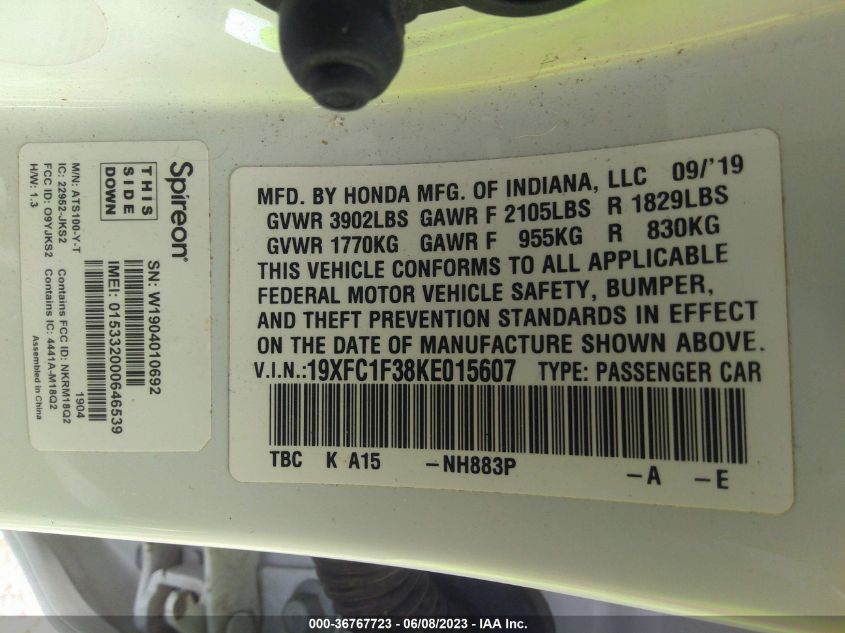 Spireon®
THIS
SIDE
DOWN
SN: W1904010692
IMEI: 015332000646539
M/N: ATS100-Y-T
IC: 22952-JKS2
FCC ID: O9YJKS2
H/W: 1.3
1904
Contains FCC ID: NKRM18Q2
Contains IC: 4441A-M18Q2
Assembled in China
MFD. BY HONDA MFG. OF INDIANA, LLC 09/'19
GVWR 3902LBS GAWR F 2105LBS R 1829LBS
GVWR 1770KG GAWR F 955KG R 830KG
THIS VEHICLE CONFORMS TO ALL APPLICABLE
FEDERAL MOTOR VEHICLE SAFETY, BUMPER,
AND THEFT PREVENTION STANDARDS IN EFFECT
ON THE DATE OF MANUFACTURE SHOWN ABOVE.
V.I.N.:19XFC1F38KE015607 TYPE: PASSENGER CAR
TBC K A15 -NH883P -A -E
000-36767723 - 06/08/2023 - IAA Inc.